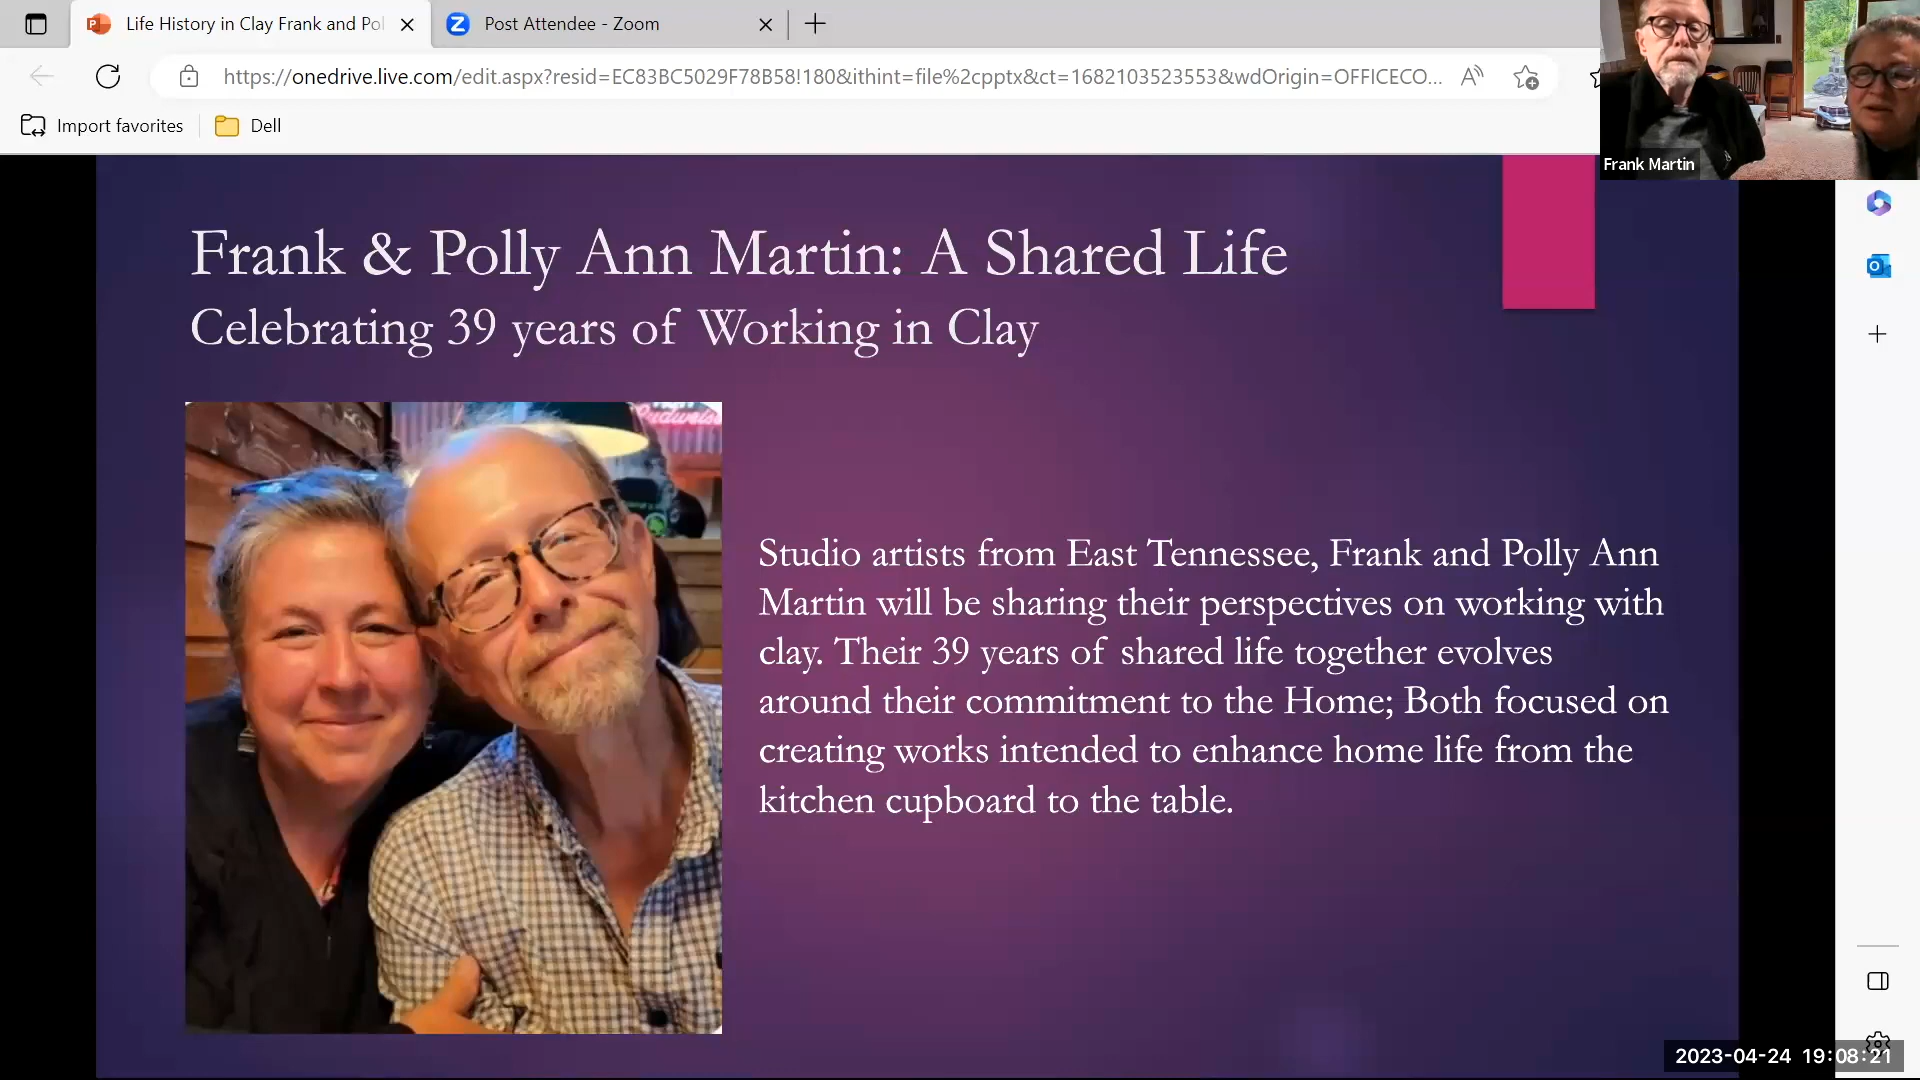 Life History in Clay Frank and Pol
Post Attendee - Zoom
https://onedrive.live.com/edit.aspx?resid=EC83BC5029F78B58!180&ithint=file%2cpptx&ct=1682103523553&wdOrigin=OFFICECO...
Import favorites
Dell
Frank Martin
Frank & Polly Ann Martin: A Shared Life
Celebrating 39 years of Working in Clay
Budweiser
Studio artists from East Tennessee, Frank and Polly Ann
Martin will be sharing their perspectives on working with
clay. Their 39 years of shared life together evolves
around their commitment to the Home; Both focused on
creating works intended to enhance home life from the
kitchen cupboard to the table.
2023-04-24 19:08:21